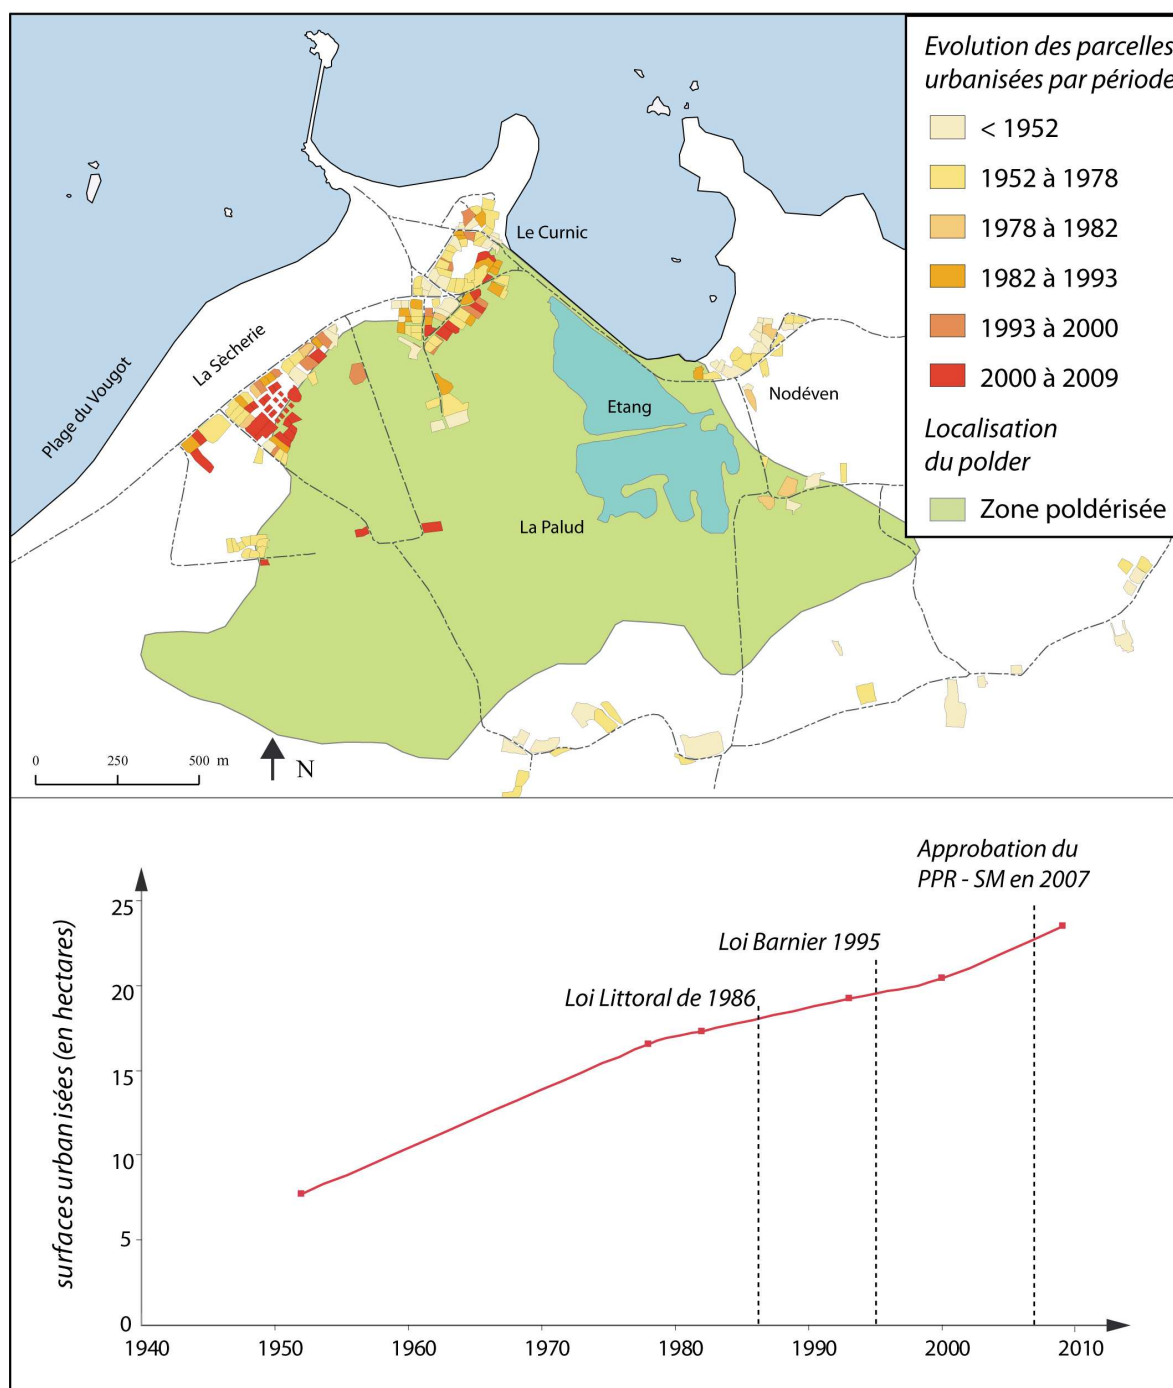 Evolution des parcelles
urbanisées par période
< 1952
1952 à 1978
1978 à 1982
1982 à 1993
1993 à 2000
2000 à 2009
Localisation
du polder
Zone poldérisée
Le Curnic
La Sècherie
Plage du Vougot
Etang
Nodéven
La Palud
0 250 500 m
N
Approbation du
PPR - SM en 2007
Loi Barnier 1995
Loi Littoral de 1986
surfaces urbanisées (en hectares)
25
20
15
10
5
0
1940 1950 1960 1970 1980 1990 2000 2010